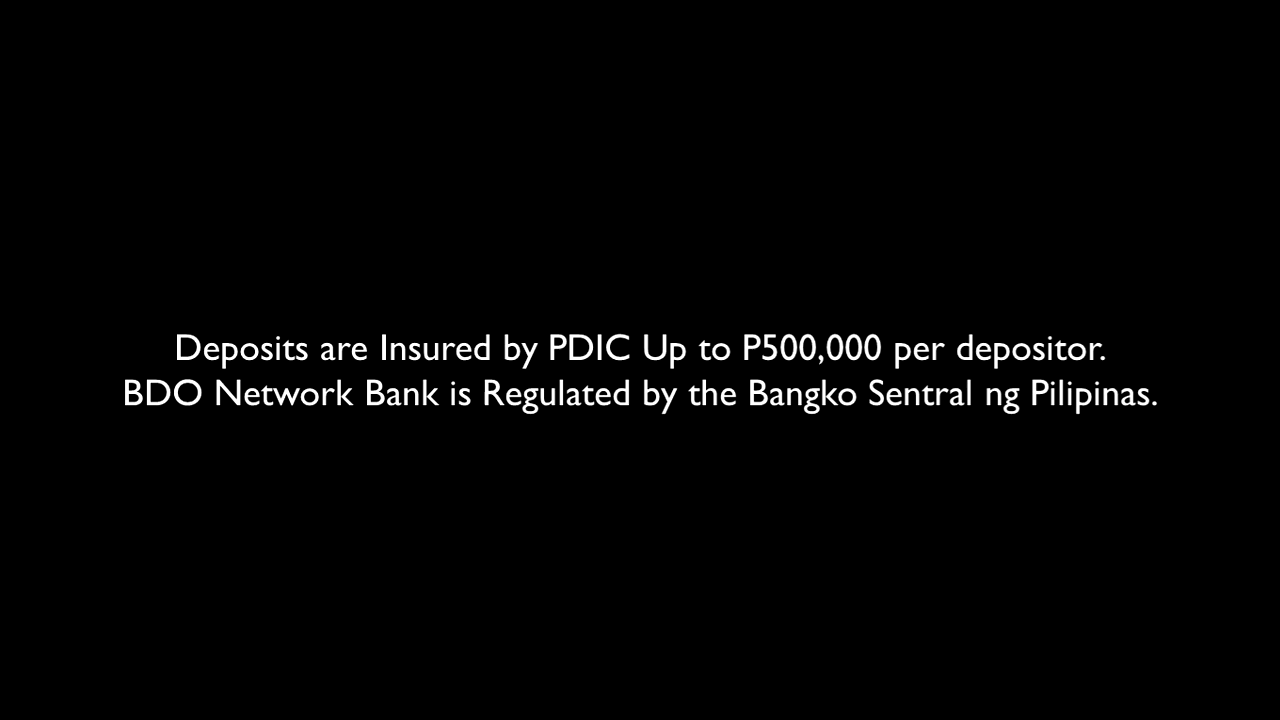 Deposits are Insured by PDIC Up to P500,000 per depositor.
BDO Network Bank is Regulated by the Bangko Sentral ng Pilipinas.